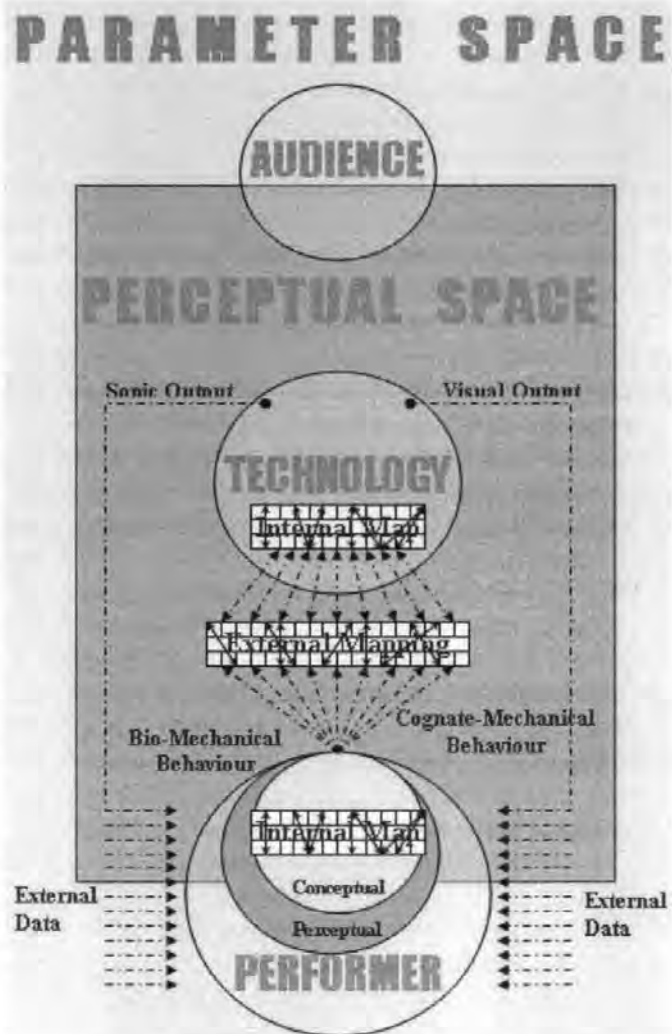 PARAMETER SPACE
AUDIENCE
PERCEPTUAL SPACE
Sonic Output
Visual Output
TECHNOLOGY
Internal Map
External Mapping
Bio-Mechanical
Behaviour
Cognate-Mechanical
Behaviour
Internal Map
Conceptual
External
Data
External
Data
Perceptual
PERFORMER